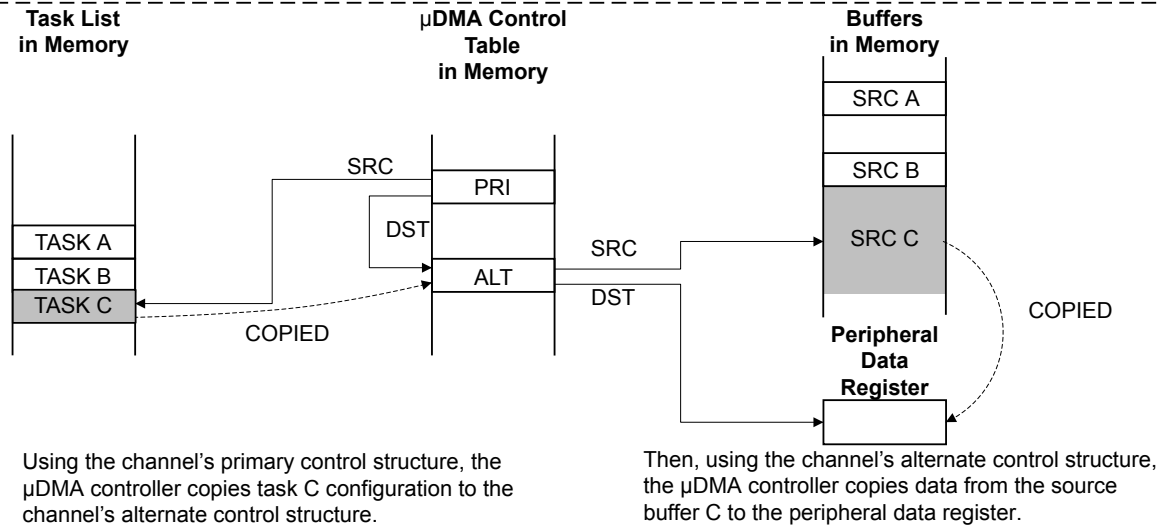 Task List
in Memory
µDMA Control
Table
in Memory
Buffers
in Memory
SRC A
SRC B
SRC C
SRC
PRI
DST
ALT
SRC
DST
TASK A
TASK B
TASK C
COPIED
COPIED
Peripheral
Data
Register
Using the channel’s primary control structure, the
µDMA controller copies task C configuration to the
channel’s alternate control structure.
Then, using the channel’s alternate control structure,
the µDMA controller copies data from the source
buffer C to the peripheral data register.